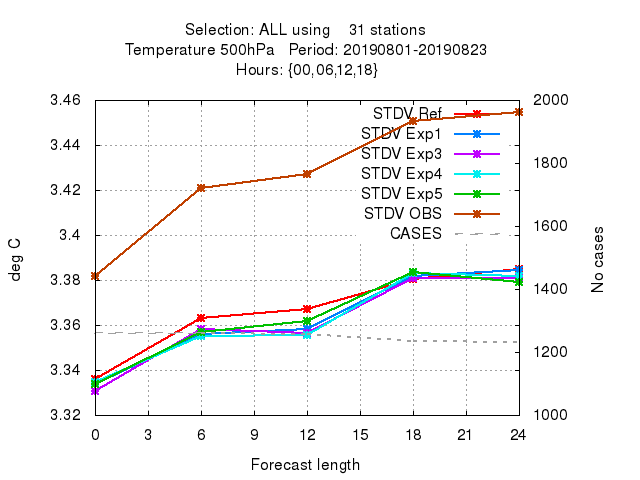 Selection: ALL using 31 stations
Temperature 500hPa Period: 20190801-20190823
Hours: {00,06,12,18}
3.46
3.44
3.42
3.4
3.38
3.36
3.34
3.32
deg C
2000
1800
1600
1400
1200
1000
No cases
STDV Ref
STDV Exp1
STDV Exp3
STDV Exp4
STDV Exp5
STDV OBS
CASES
0 3 6 9 12 15 18 21 24
Forecast length